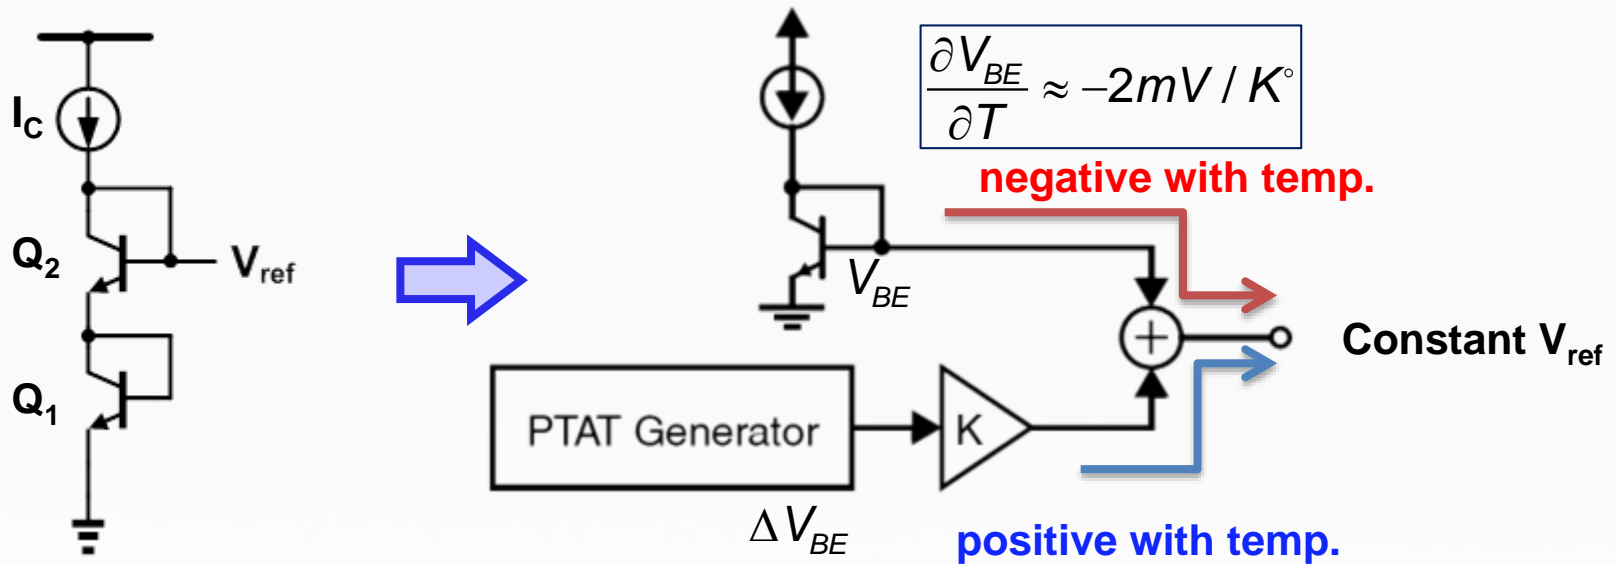 I_C
Q_2
V_ref
Q_1
∂V_BE / ∂T ≈ −2mV / K°
negative with temp.
V_BE
+
Constant V_ref
PTAT Generator
K
ΔV_BE
positive with temp.